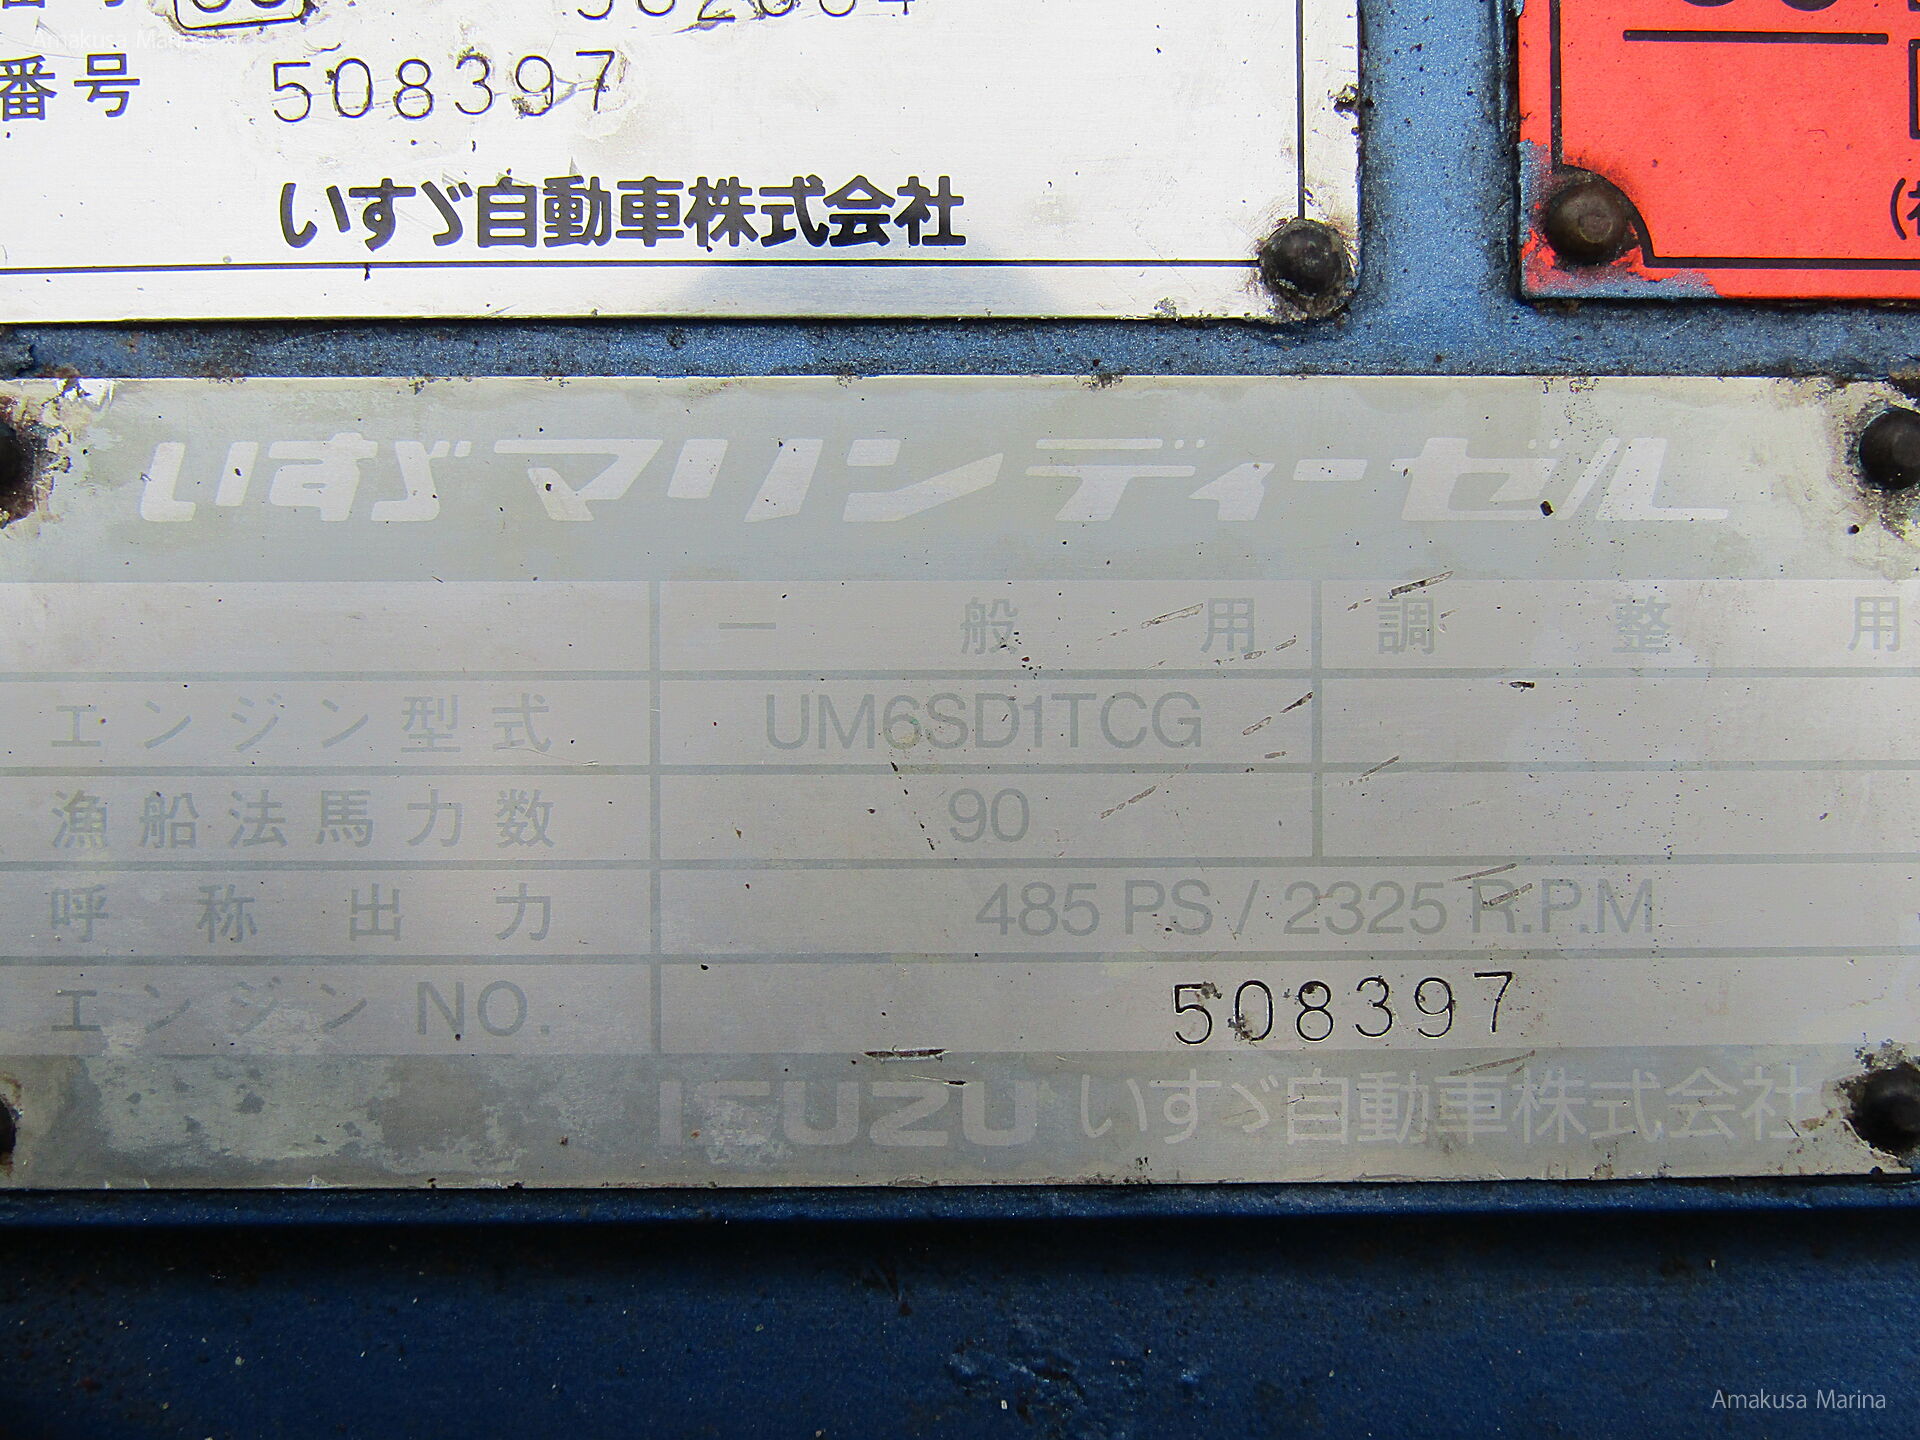 Amakusa Marina
番号 508397
いすゞ自動車株式会社
いすゞマリンディーゼル
一般用 調整用
エンジン型式 UM6SD1TCG
漁船法馬力数 90
呼称出力 485 PS / 2325 R.P.M
エンジン NO. 508397
ISUZU いすゞ自動車株式会社
Amakusa Marina